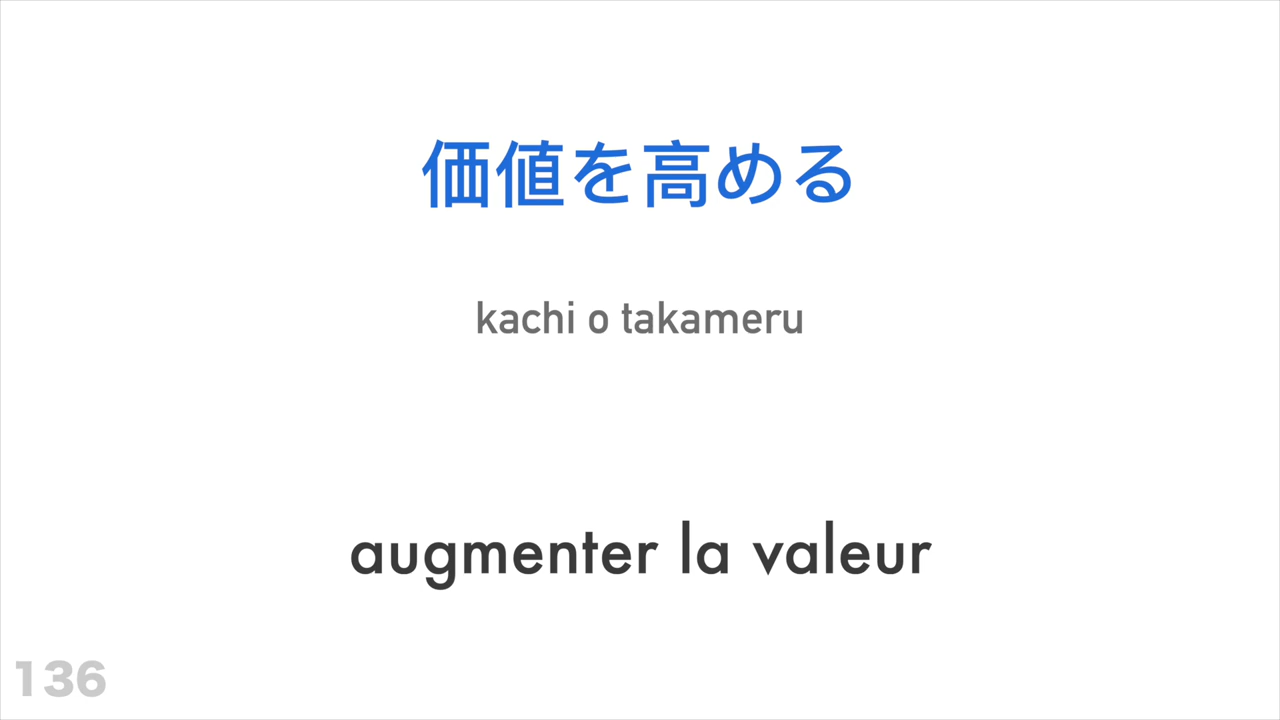 価値を高める
kachi o takameru
augmenter la valeur
136